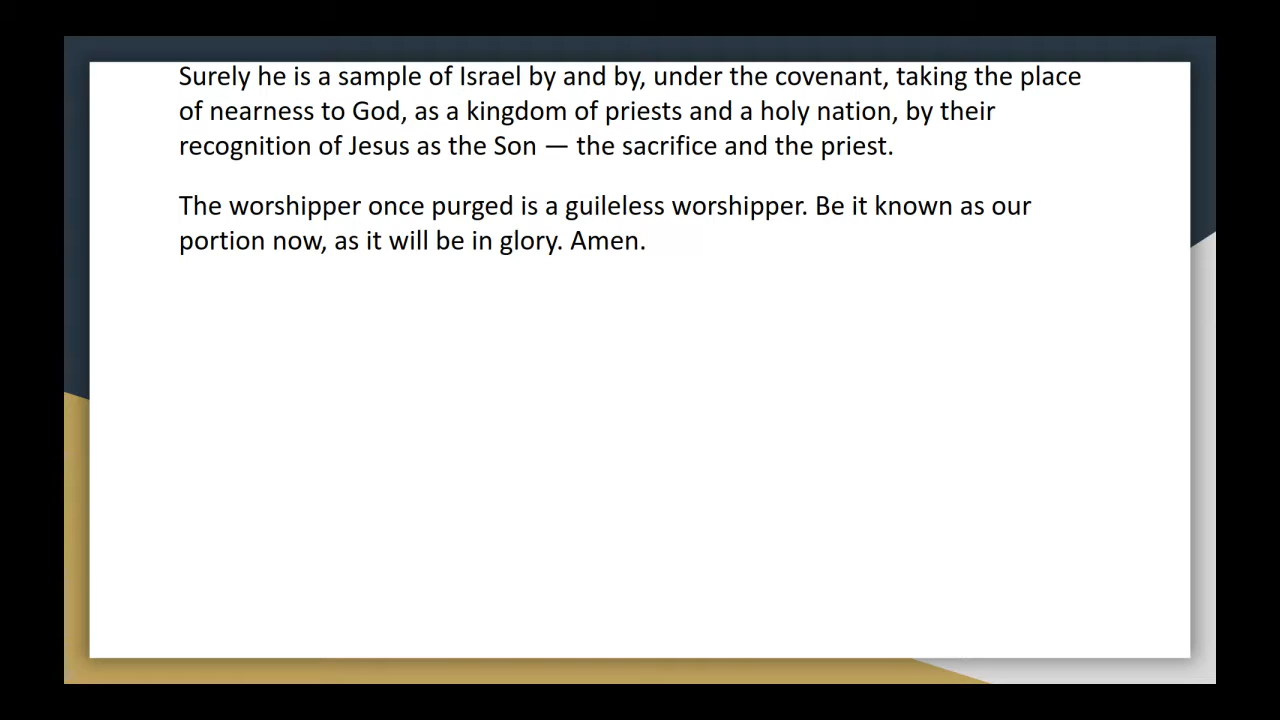 Surely he is a sample of Israel by and by, under the covenant, taking the place
of nearness to God, as a kingdom of priests and a holy nation, by their
recognition of Jesus as the Son — the sacrifice and the priest.
The worshipper once purged is a guileless worshipper. Be it known as our
portion now, as it will be in glory. Amen.